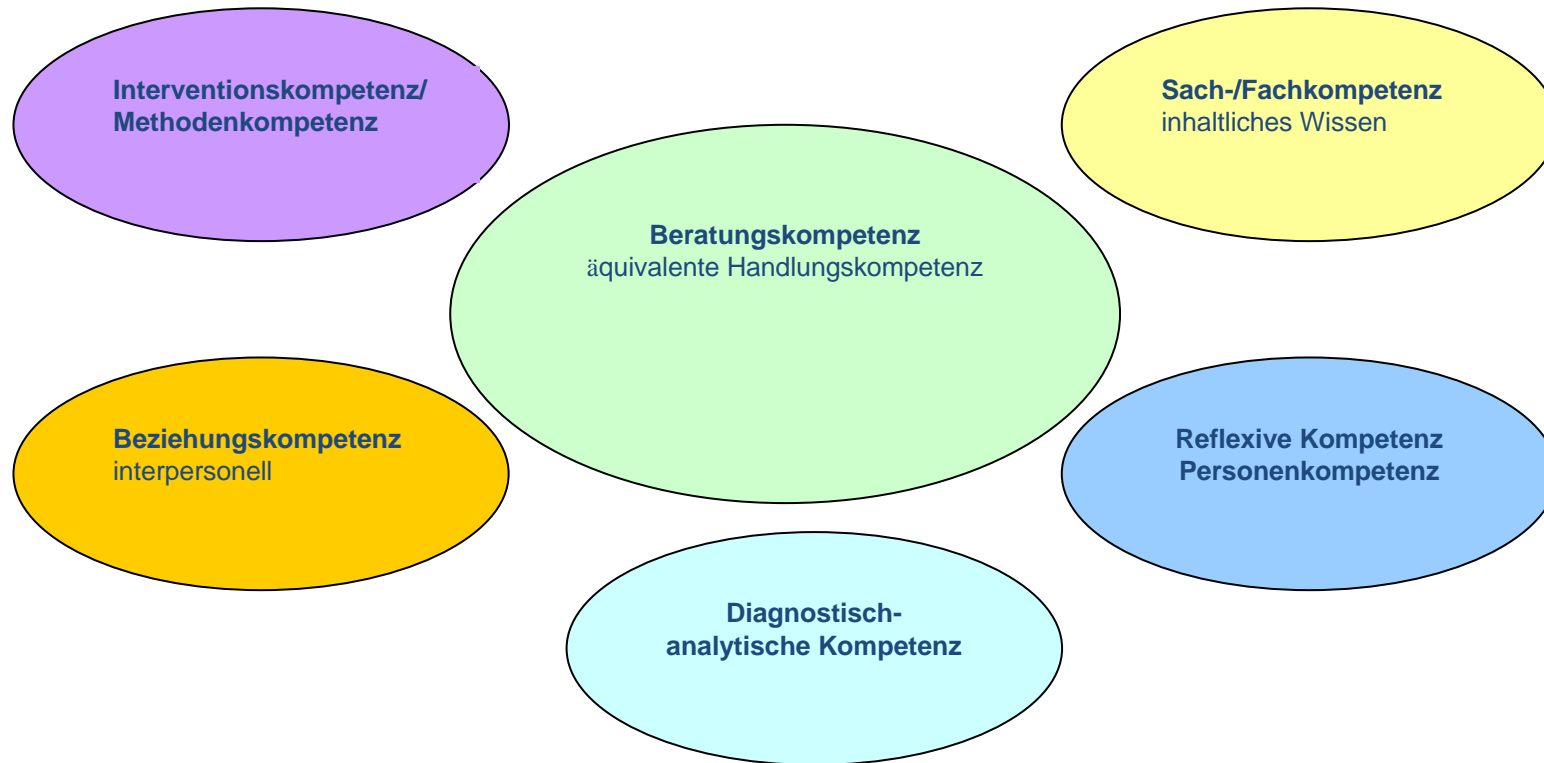 Interventionskompetenz/
Methodenkompetenz
Sach-/Fachkompetenz
inhaltliches Wissen
Beratungskompetenz
äquivalente Handlungskompetenz
Beziehungskompetenz
interpersonell
Reflexive Kompetenz
Personenkompetenz
Diagnostisch-
analytische Kompetenz